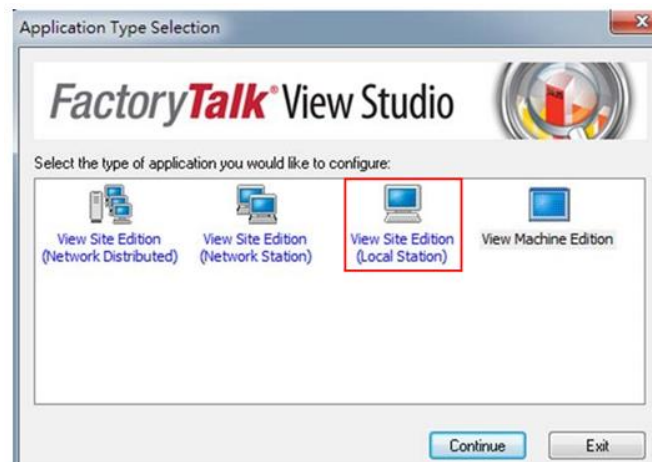 Application Type Selection
FactoryTalk® View Studio
Select the type of application you would like to configure:
View Site Edition
(Network Distributed)
View Site Edition
(Network Station)
View Site Edition
(Local Station)
View Machine Edition
Continue
Exit